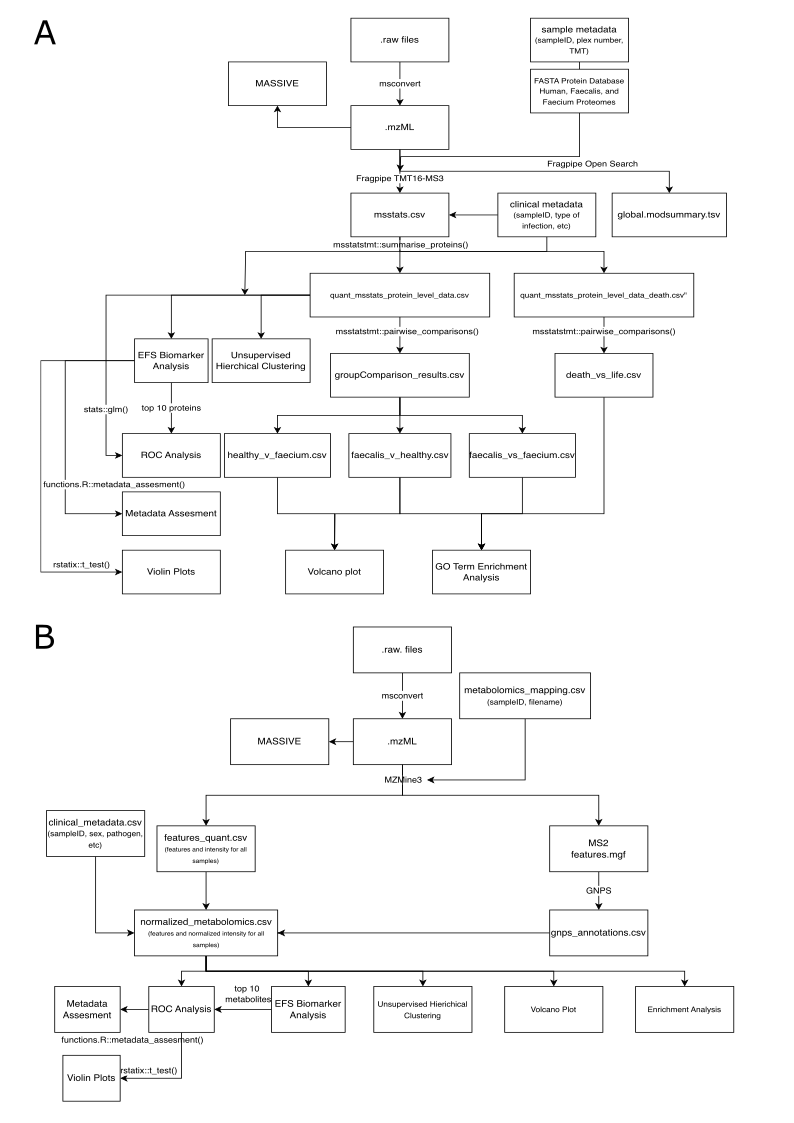 A
.raw files
sample metadata
(sampleID, plex number,
TMT)
MASSIVE
msconvert
FASTA Protein Database
Human, Faecalis, and
Faecium Proteomes
.mzML
Fragpipe Open Search
Fragpipe TMT16-MS3
msstats.csv
clinical metadata
(sampleID, type of
infection, etc)
global.modsummary.tsv
msstatstmt::summarise_proteins()
quant_msstats_protein_level_data.csv
quant_msstats_protein_level_data_death.csv"
msstatstmt::pairwise_comparisons()
msstatstmt::pairwise_comparisons()
EFS Biomarker
Analysis
Unsupervised
Hierchical Clustering
groupComparison_results.csv
death_vs_life.csv
stats::glm()
top 10 proteins
ROC Analysis
healthy_v_faecium.csv
faecalis_v_healthy.csv
faecalis_vs_faecium.csv
functions.R::metadata_assesment()
Metadata Assesment
rstatix::t_test()
Violin Plots
Volcano plot
GO Term Enrichment
Analysis
B
.raw. files
msconvert
metabolomics_mapping.csv
(sampleID, filename)
MASSIVE
.mzML
MZMine3
clinical_metadata.csv
(sampleID, sex, pathogen,
etc)
features_quant.csv
(features and intensity for all
samples)
MS2
features.mgf
GNPS
normalized_metabolomics.csv
(features and normalized intensity for all
samples)
gnps_annotations.csv
Metadata
Assesment
ROC Analysis
top 10
metabolites
EFS Biomarker
Analysis
Unsupervised Hierichical
Clustering
Volcano Plot
Enrichment Analysis
functions.R::metadata_assesment()
Violin Plots
rstatix::t_test()